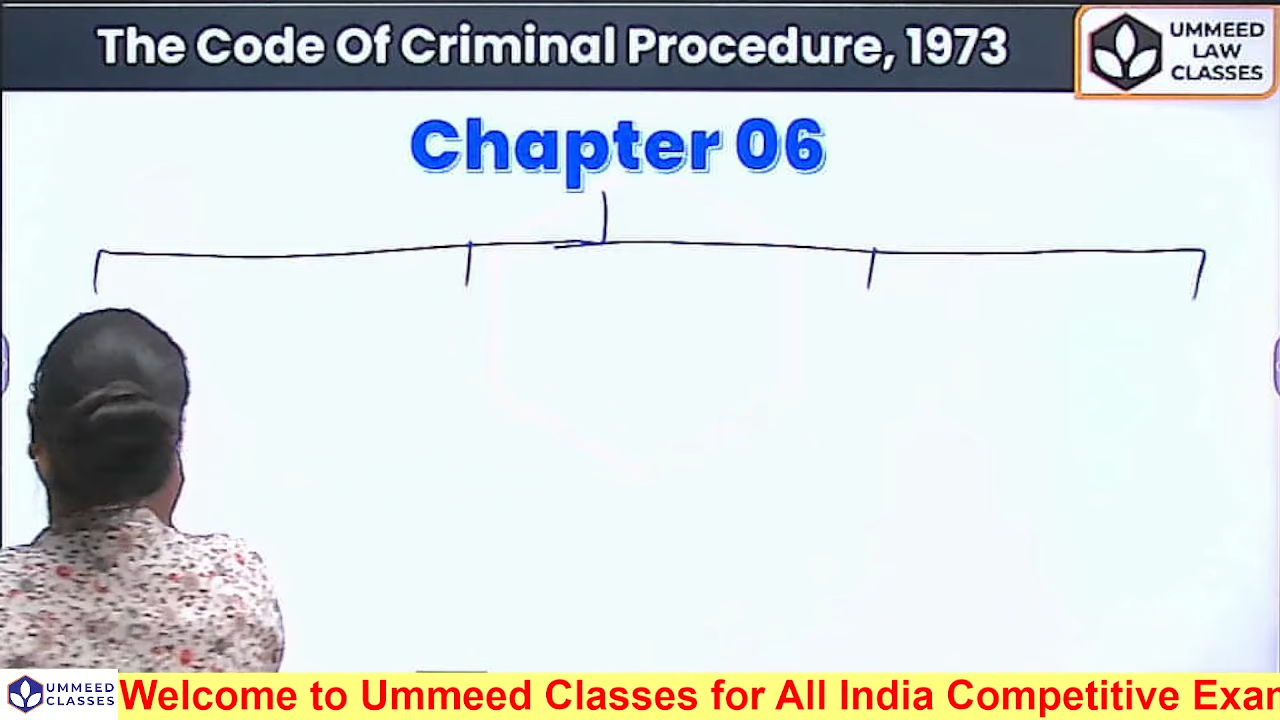 The Code Of Criminal Procedure, 1973
UMMEED
LAW
CLASSES
Chapter 06
UMMEED
CLASSES
Welcome to Ummeed Classes for All India Competitive Exar